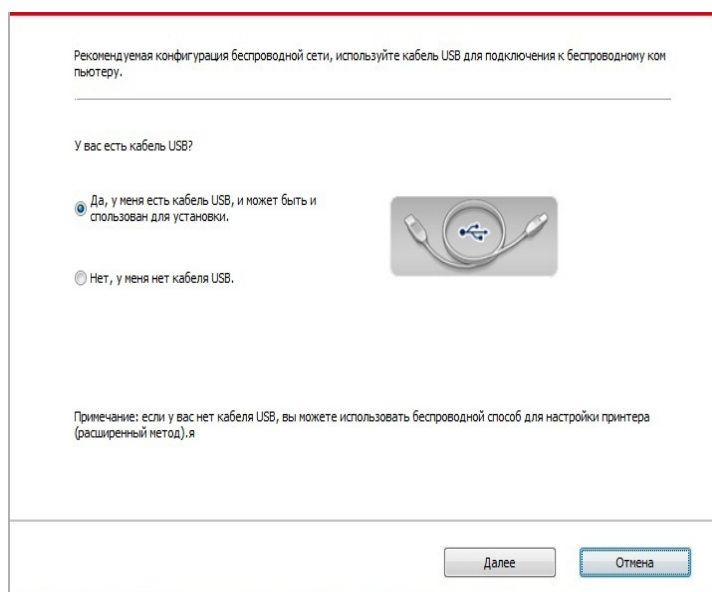 Рекомендуемая конфигурация беспроводной сети, используйте кабель USB для подключения к беспроводному ком
пьютеру.
У вас есть кабель USB?
Да, у меня есть кабель USB, и может быть и
спользован для установки.
Нет, у меня нет кабеля USB.
Примечание: если у вас нет кабеля USB, вы можете использовать беспроводной способ для настройки принтера
(расширенный метод).я
Далее
Отмена